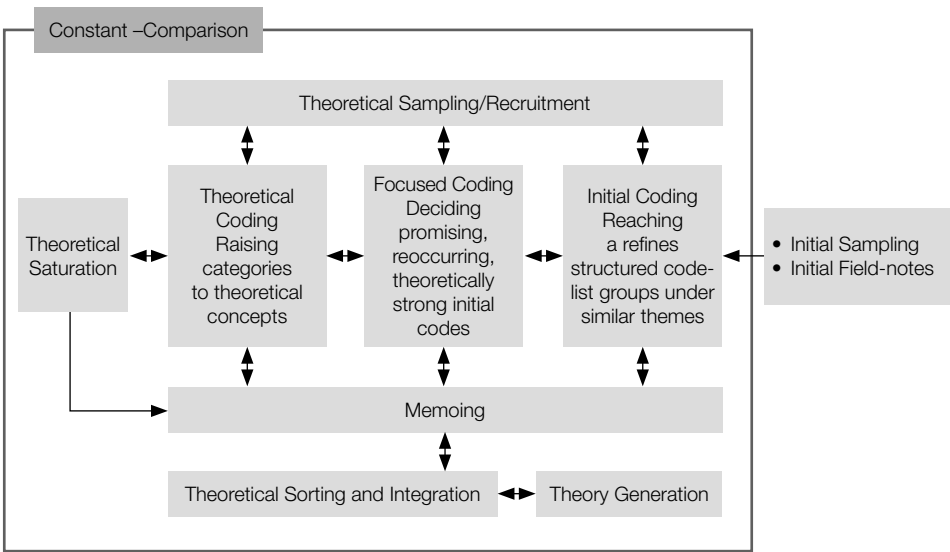 Constant –Comparison
Theoretical Sampling/Recruitment
Theoretical
Saturation
Theoretical
Coding
Raising
categories
to theoretical
concepts
Focused Coding
Deciding
promising,
reoccurring,
theoretically
strong initial
codes
Initial Coding
Reaching
a refines
structured code-
list groups under
similar themes
• Initial Sampling
• Initial Field-notes
Memoing
Theoretical Sorting and Integration
Theory Generation